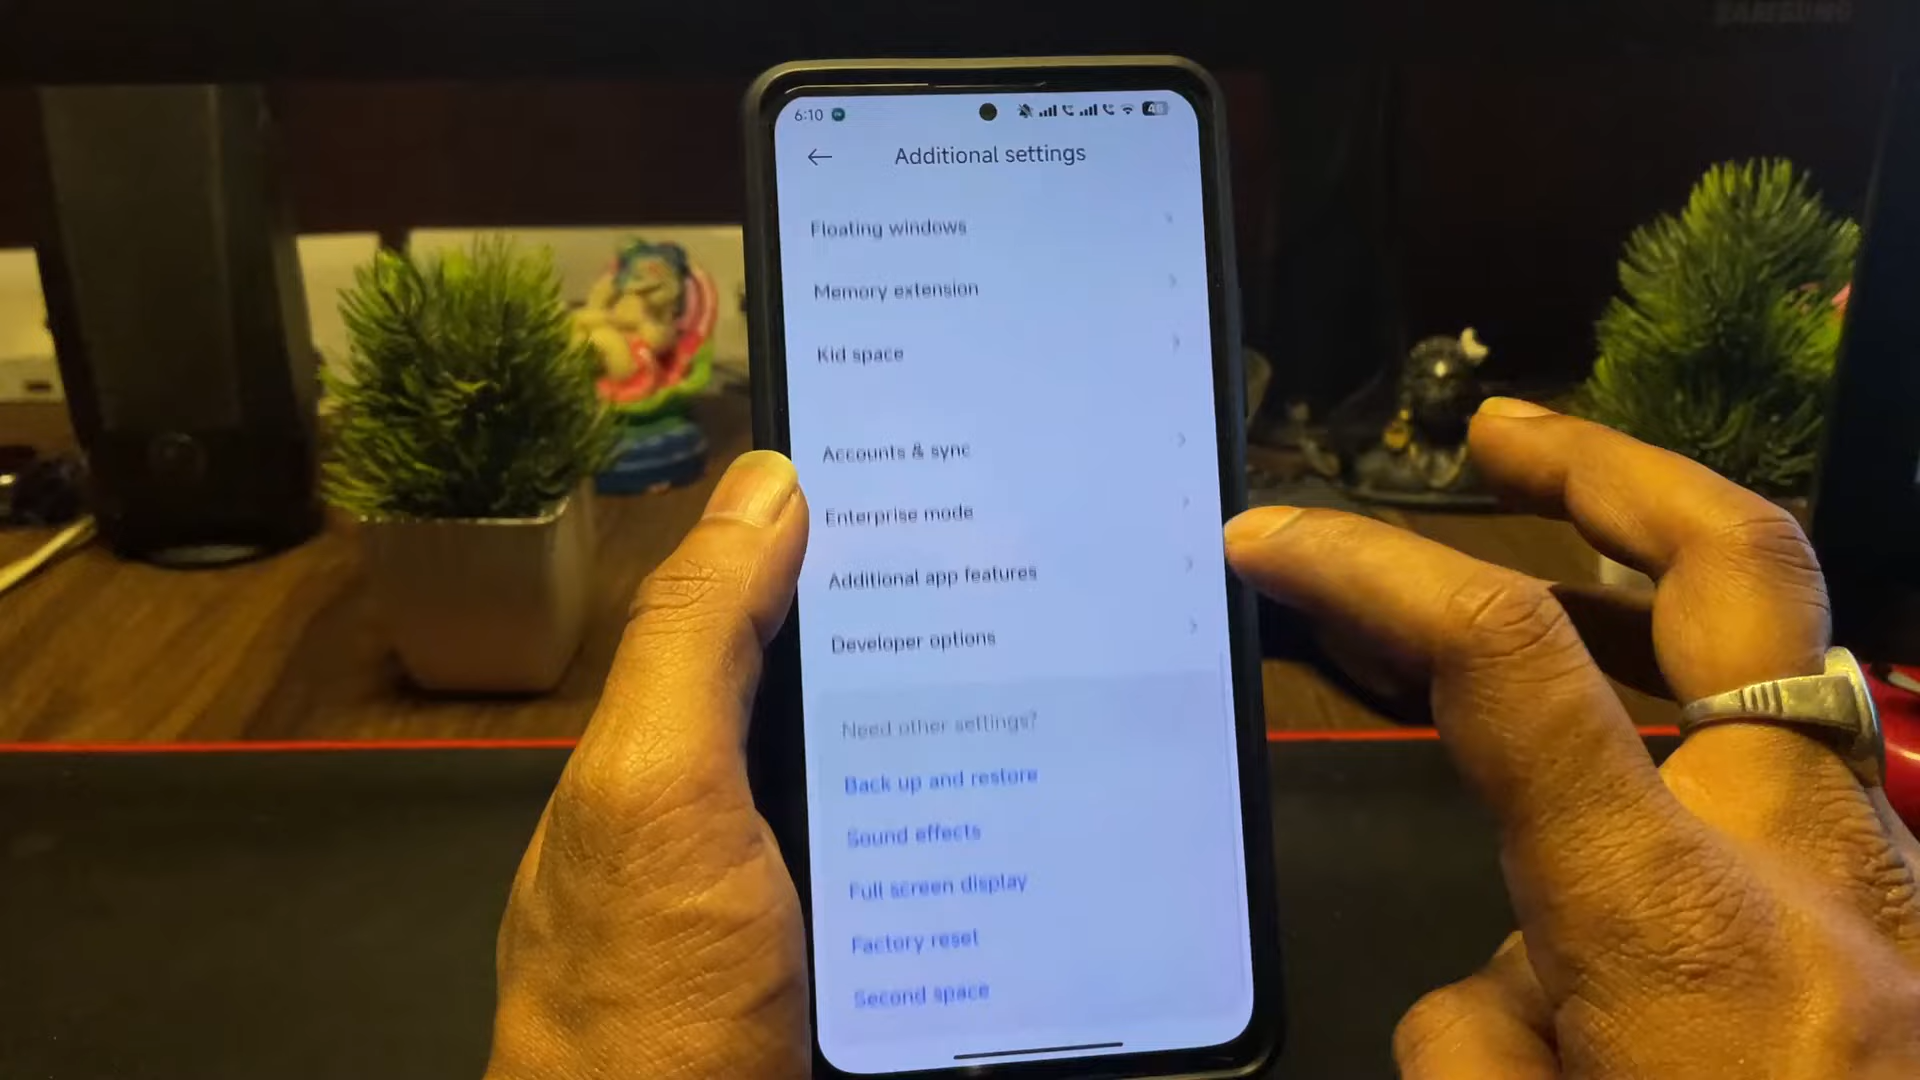 SAMSUNG
6:10
Additional settings
Floating windows
Memory extension
Kid space
Accounts & sync
Enterprise mode
Additional app features
Developer options
Need other settings?
Back up and restore
Sound effects
Full screen display
Factory reset
Second space